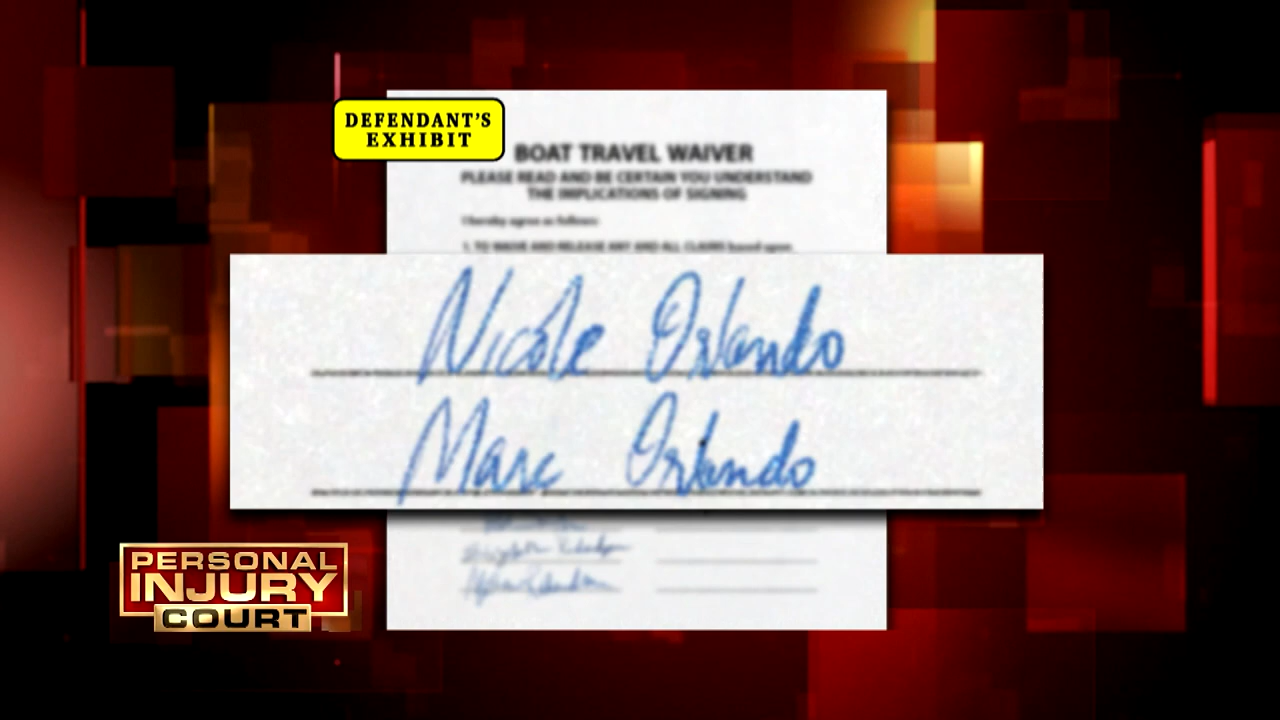 DEFENDANT'S
EXHIBIT
BOAT TRAVEL WAIVER
PLEASE READ AND BE CERTAIN YOU UNDERSTAND
THE IMPLICATIONS OF SIGNING
I hereby agree as follows:
1. TO WAIVE AND RELEASE ANY AND ALL CLAIMS based upon
Nicole Orlando
Marc Orlando
PERSONAL
INJURY
COURT